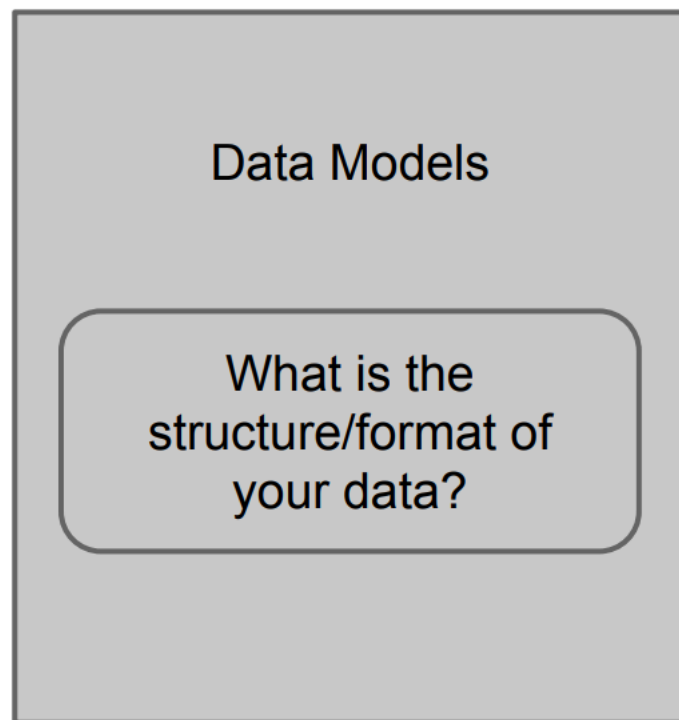 Data Models
What is the
structure/format of
your data?